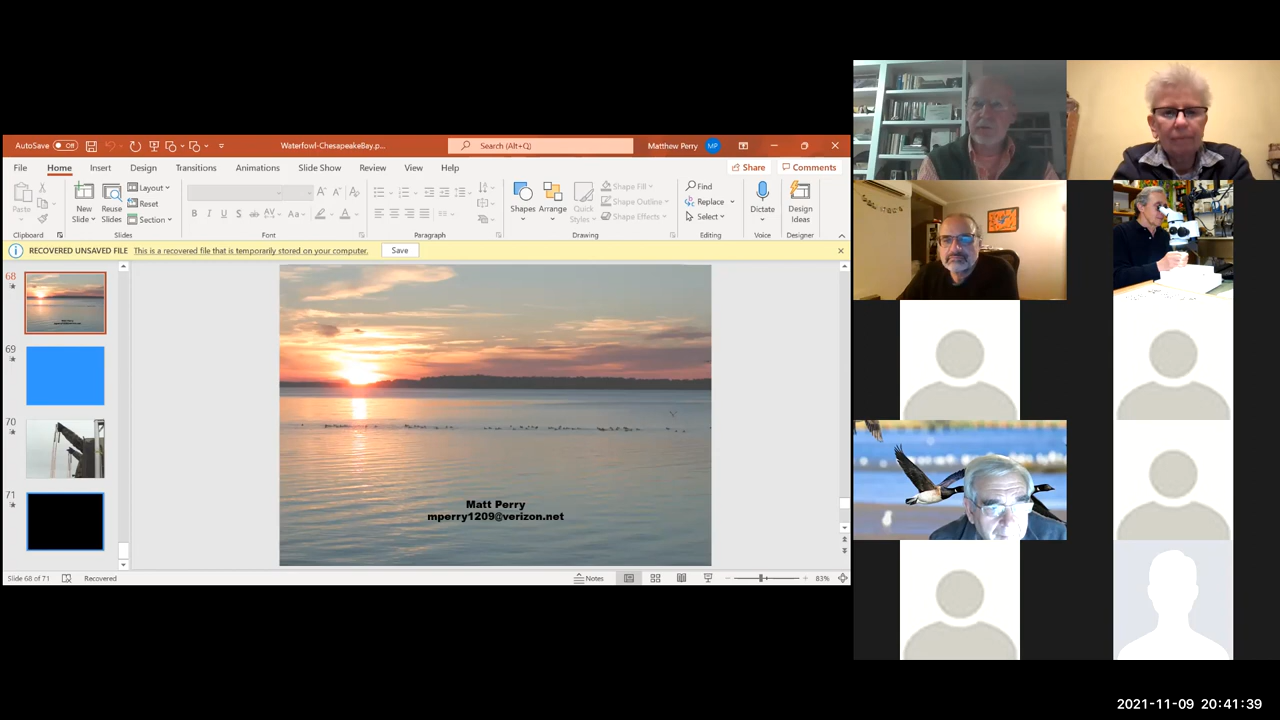 AutoSave Off Waterfowl-ChesapeakeBay.p... Search (Alt+Q) Matthew Perry MP
File Home Insert Design Transitions Animations Slide Show Review View Help Share Comments
Paste New Slide Reuse Slides Layout Reset Section
B I U S ab AV Aa A A A A
Shapes Arrange Quick Styles Shape Fill Shape Outline Shape Effects
Find Replace Select Dictate Design Ideas
Clipboard Slides Font Paragraph Drawing Editing Voice Designer
RECOVERED UNSAVED FILE This is a recovered file that is temporarily stored on your computer. Save
68
69
70
71
Matt Perry
mperry1209@verizon.net
Slide 68 of 71 Recovered Notes 83%
2021-11-09 20:41:39